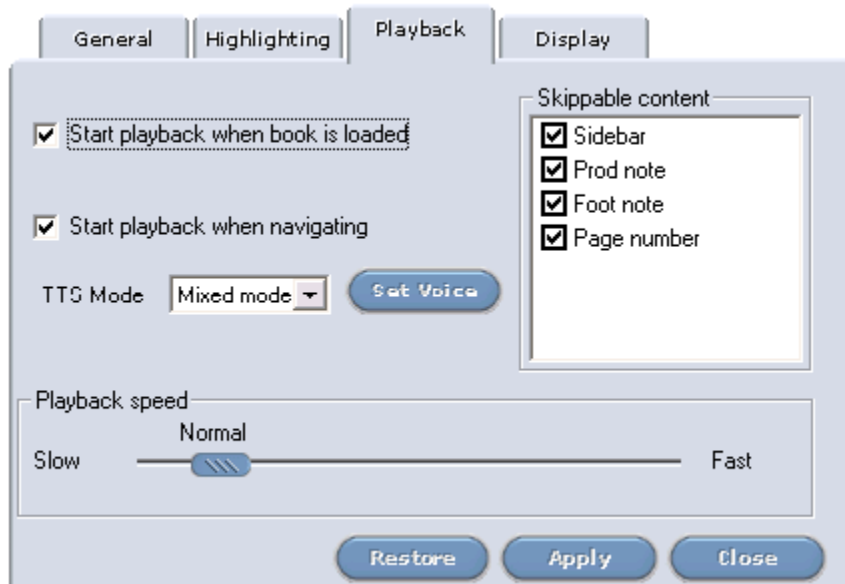 General
Highlighting
Playback
Display
Start playback when book is loaded
Start playback when navigating
TTS Mode
Mixed mode
Set Voice
Skippable content
Sidebar
Prod note
Foot note
Page number
Playback speed
Normal
Slow
Fast
Restore
Apply
Close